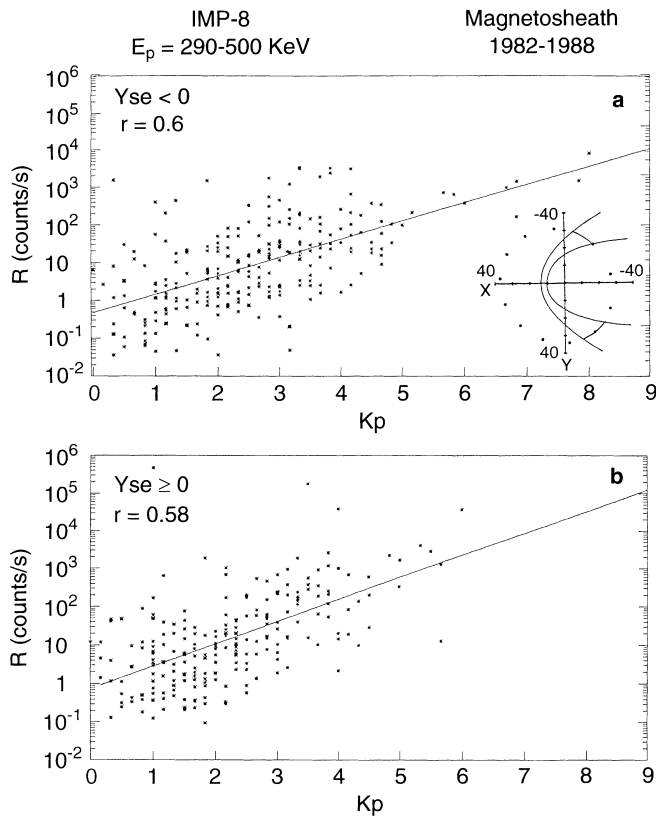 IMP-8
E_p = 290-500 KeV
Magnetosheath
1982-1988
Yse < 0
r = 0.6
a
R (counts/s)
10^6
10^5
10^4
10^3
10^2
10
1
10^-1
10^-2
-40
40
-40
X
40
Y
0 1 2 3 4 5 6 7 8 9
Kp
Yse ≥ 0
r = 0.58
b
R (counts/s)
10^6
10^5
10^4
10^3
10^2
10
1
10^-1
10^-2
0 1 2 3 4 5 6 7 8 9
Kp